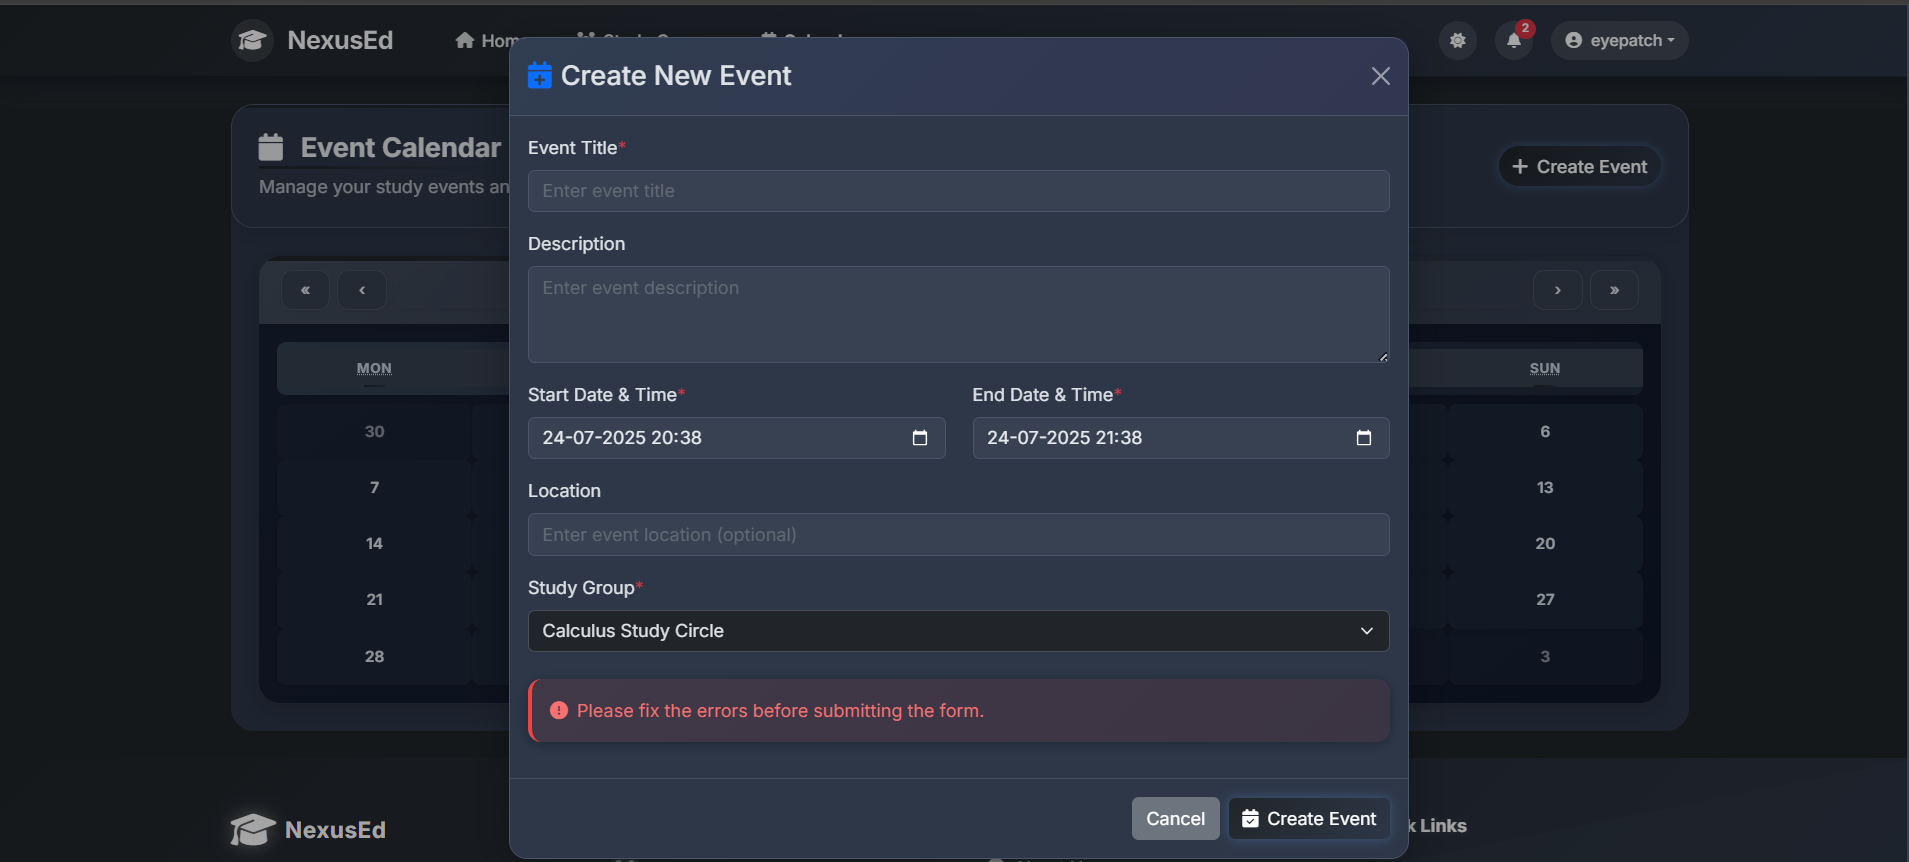 NexusEd
2
eyepatch
Create New Event
Event Calendar
Manage your study events
Create Event
Event Title*
Enter event title
Description
Enter event description
« ‹
› »
MON
SUN
Start Date & Time*
End Date & Time*
24-07-2025 20:38
24-07-2025 21:38
30
6
7
13
14
20
21
27
28
3
Location
Enter event location (optional)
Study Group*
Calculus Study Circle
Please fix the errors before submitting the form.
Cancel
Create Event
NexusEd
Links